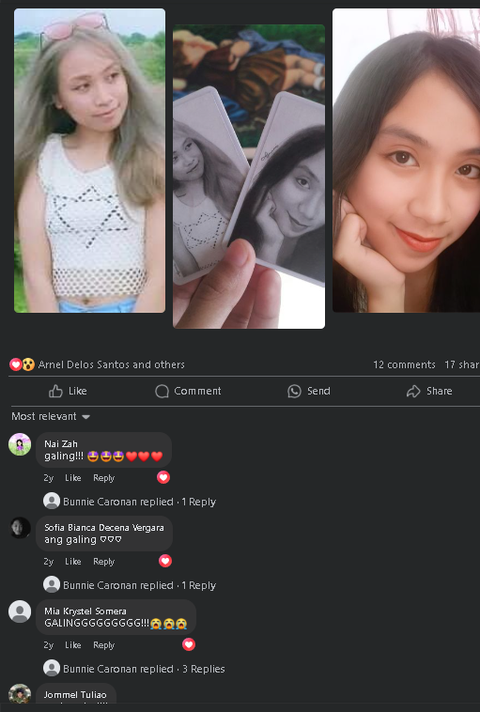 Arnel Delos Santos and others
12 comments 17 shar
Like Comment Send Share
Most relevant
Nai Zah
galing!!! 🤩🤩🤩❤️❤️❤️
2y Like Reply
Bunnie Caronan replied · 1 Reply
Sofia Bianca Decena Vergara
ang galing ♡♡♡
2y Like Reply
Bunnie Caronan replied · 1 Reply
Mia Krystel Somera
GALINGGGGGGGGG!!!😭😭😭
2y Like Reply
Bunnie Caronan replied · 3 Replies
Jommel Tuliao